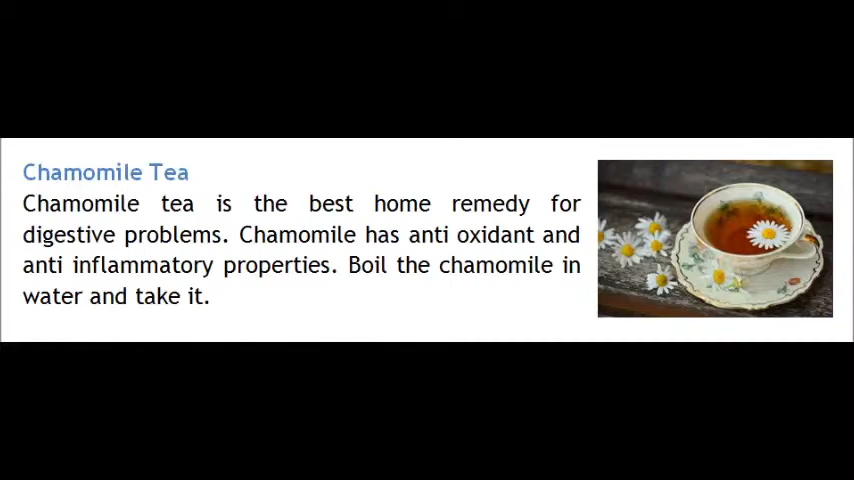 Chamomile Tea
Chamomile tea is the best home remedy for
digestive problems. Chamomile has anti oxidant and
anti inflammatory properties. Boil the chamomile in
water and take it.